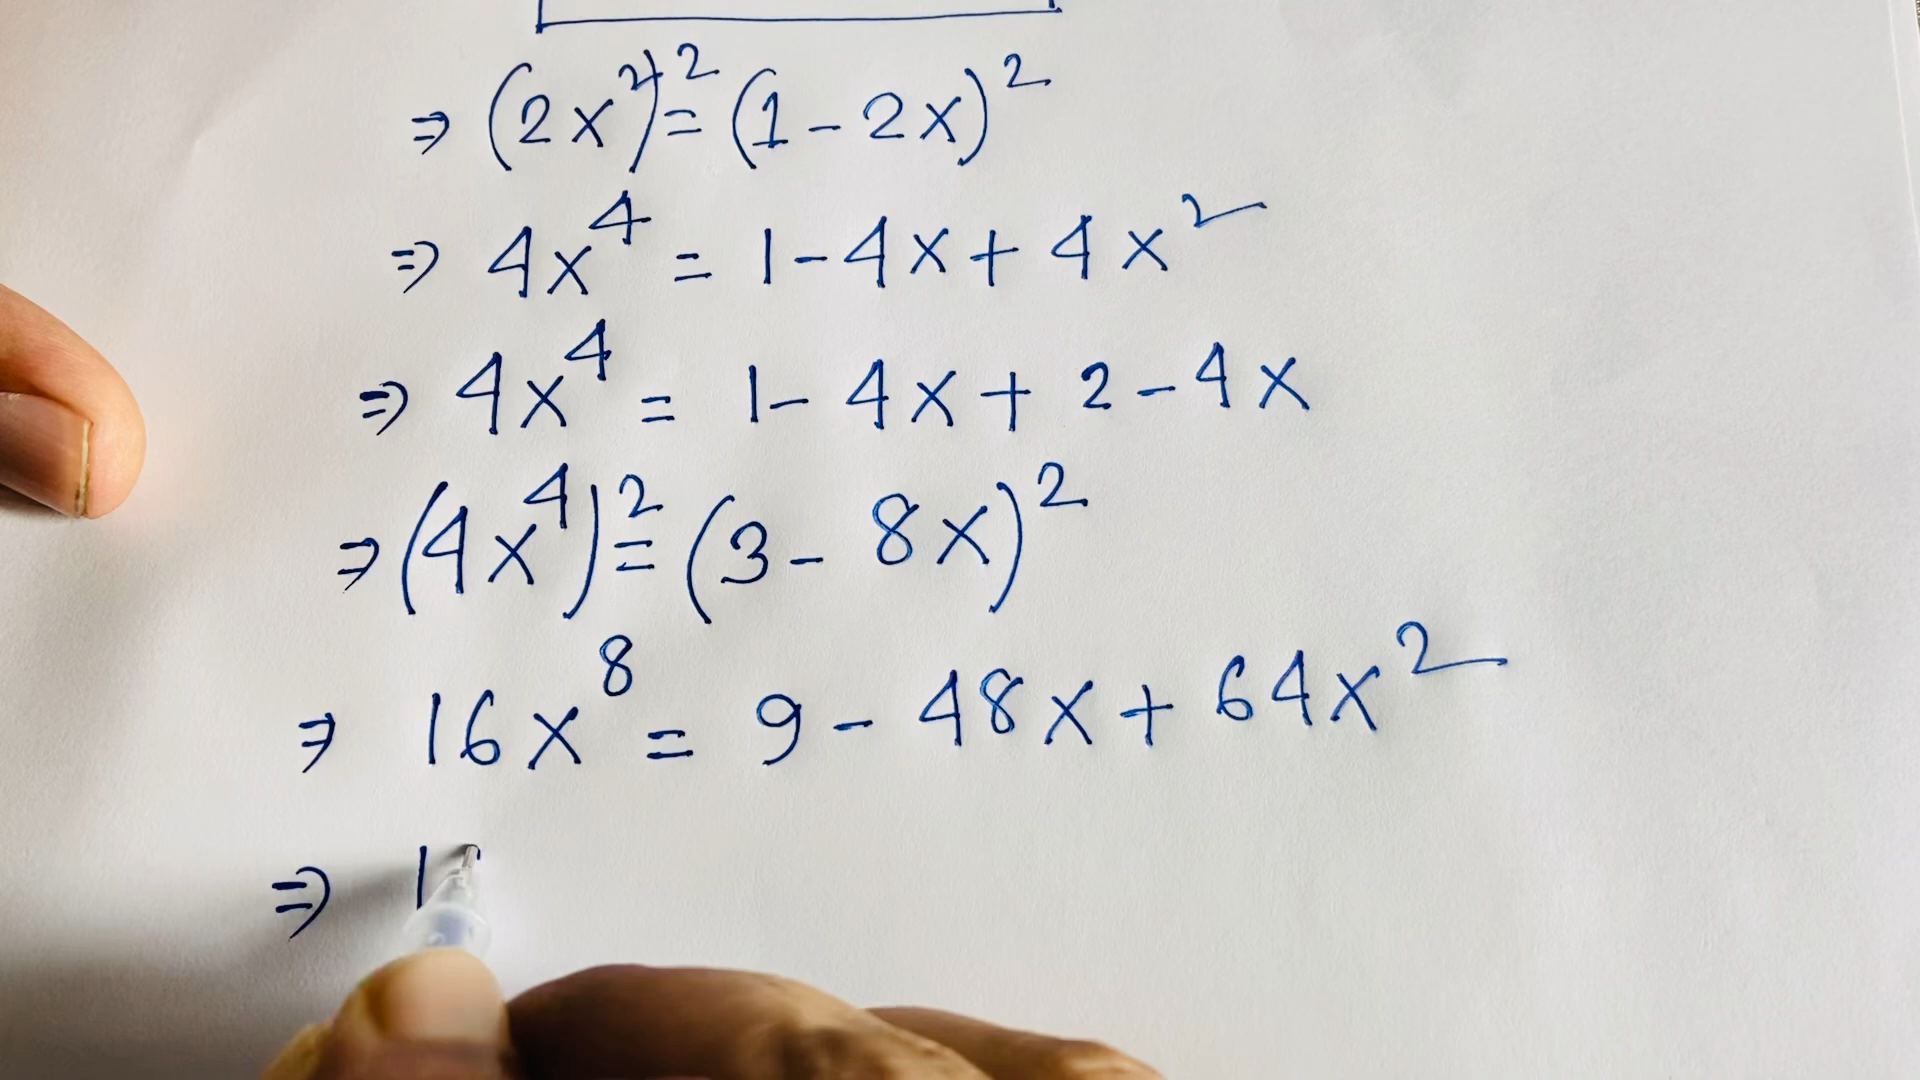 ⇒ (2x²)² = (1 - 2x)²
⇒ 4x⁴ = 1 - 4x + 4x²
⇒ 4x⁴ = 1 - 4x + 2 - 4x
⇒ (4x⁴)² = (3 - 8x)²
⇒ 16x⁸ = 9 - 48x + 64x²
⇒ 1